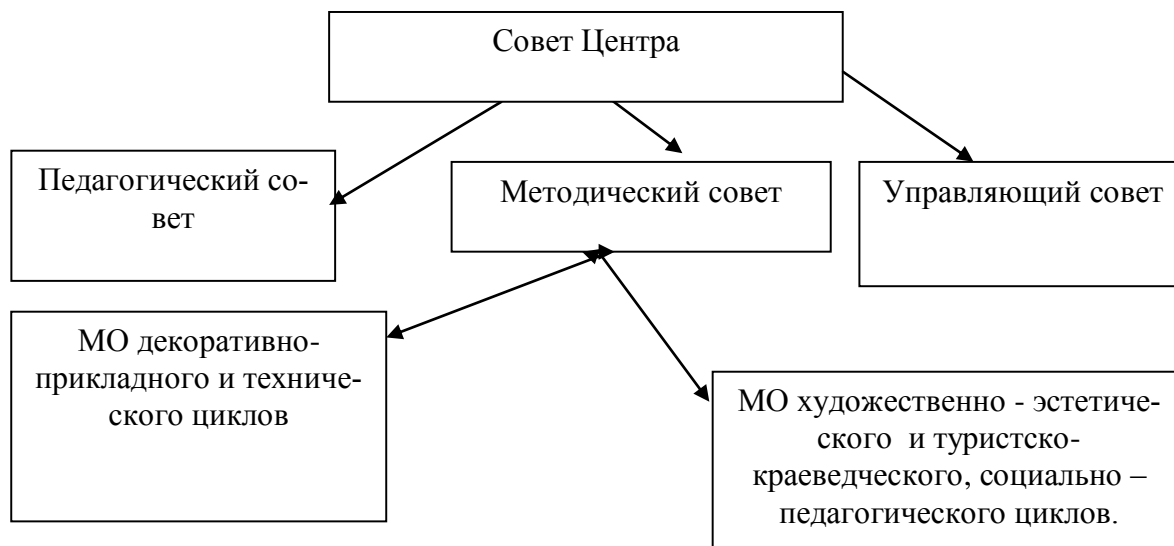 Совет Центра
Педагогический со-
вет
Методический совет
Управляющий совет
МО декоративно-
прикладного и техниче-
ского циклов
МО художественно - эстетиче-
ского  и туристско-
краеведческого, социально –
педагогического циклов.